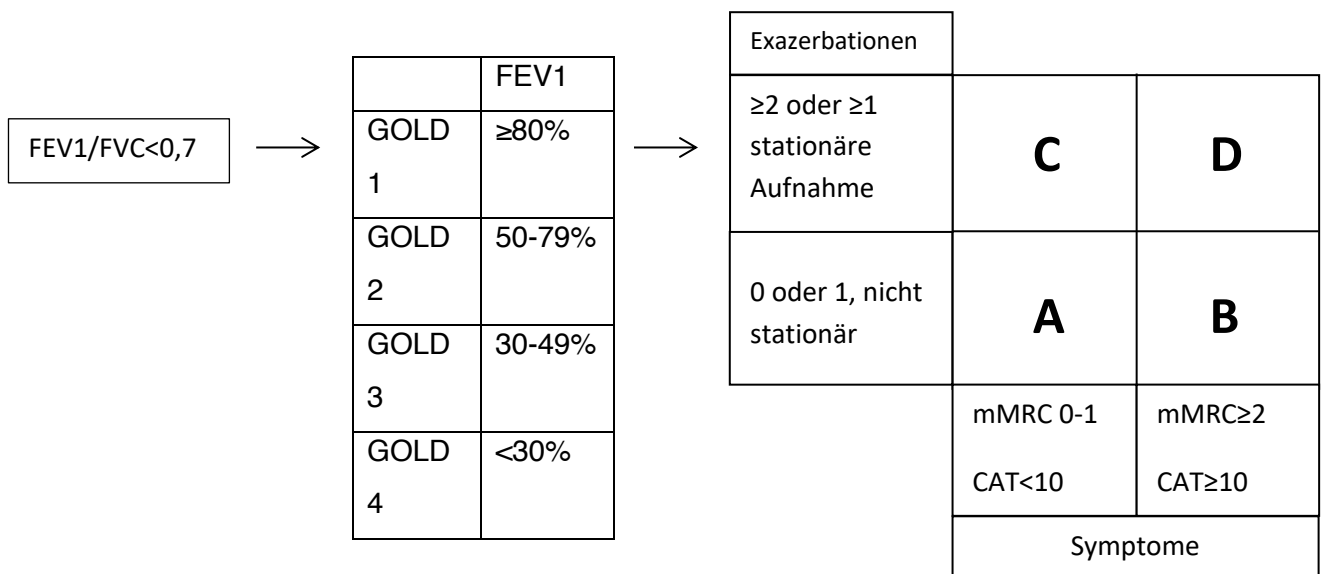 FEV1/FVC<0,7
FEV1
GOLD
1
≥80%
GOLD
2
50-79%
GOLD
3
30-49%
GOLD
4
<30%
Exazerbationen
≥2 oder ≥1
stationäre
Aufnahme
C
D
0 oder 1, nicht
stationär
A
B
mMRC 0-1
CAT<10
mMRC≥2
CAT≥10
Symptome